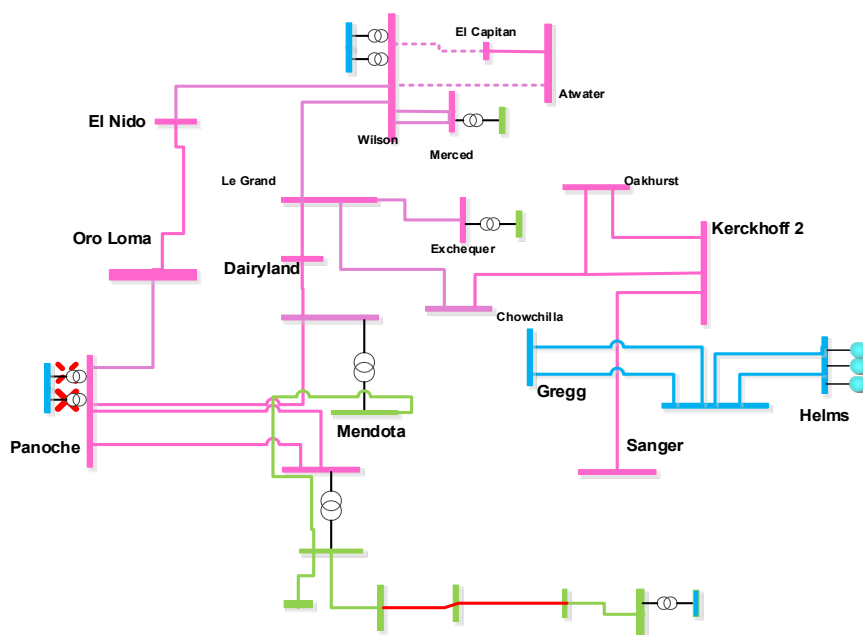 El Capitan
Atwater
El Nido
Wilson
Merced
Le Grand
Oakhurst
Kerckhoff 2
Oro Loma
Exchequer
Dairyland
Chowchilla
Gregg
Helms
Mendota
Panoche
Sanger